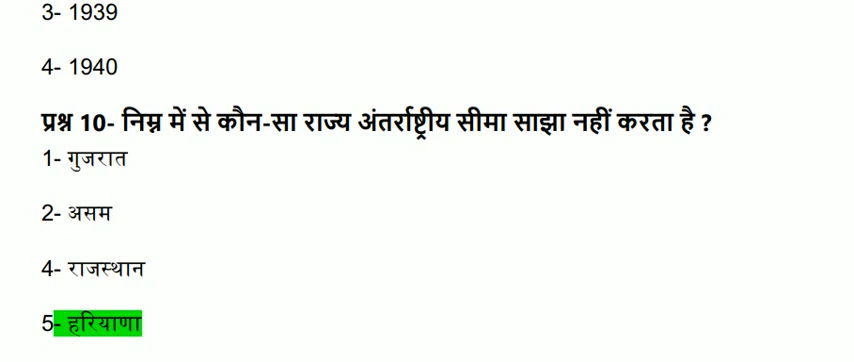 3- 1939
4- 1940
प्रश्न 10- निम्न में से कौन-सा राज्य अंतर्राष्ट्रीय सीमा साझा नहीं करता है ?
1- गुजरात
2- असम
4- राजस्थान
5- हरियाणा